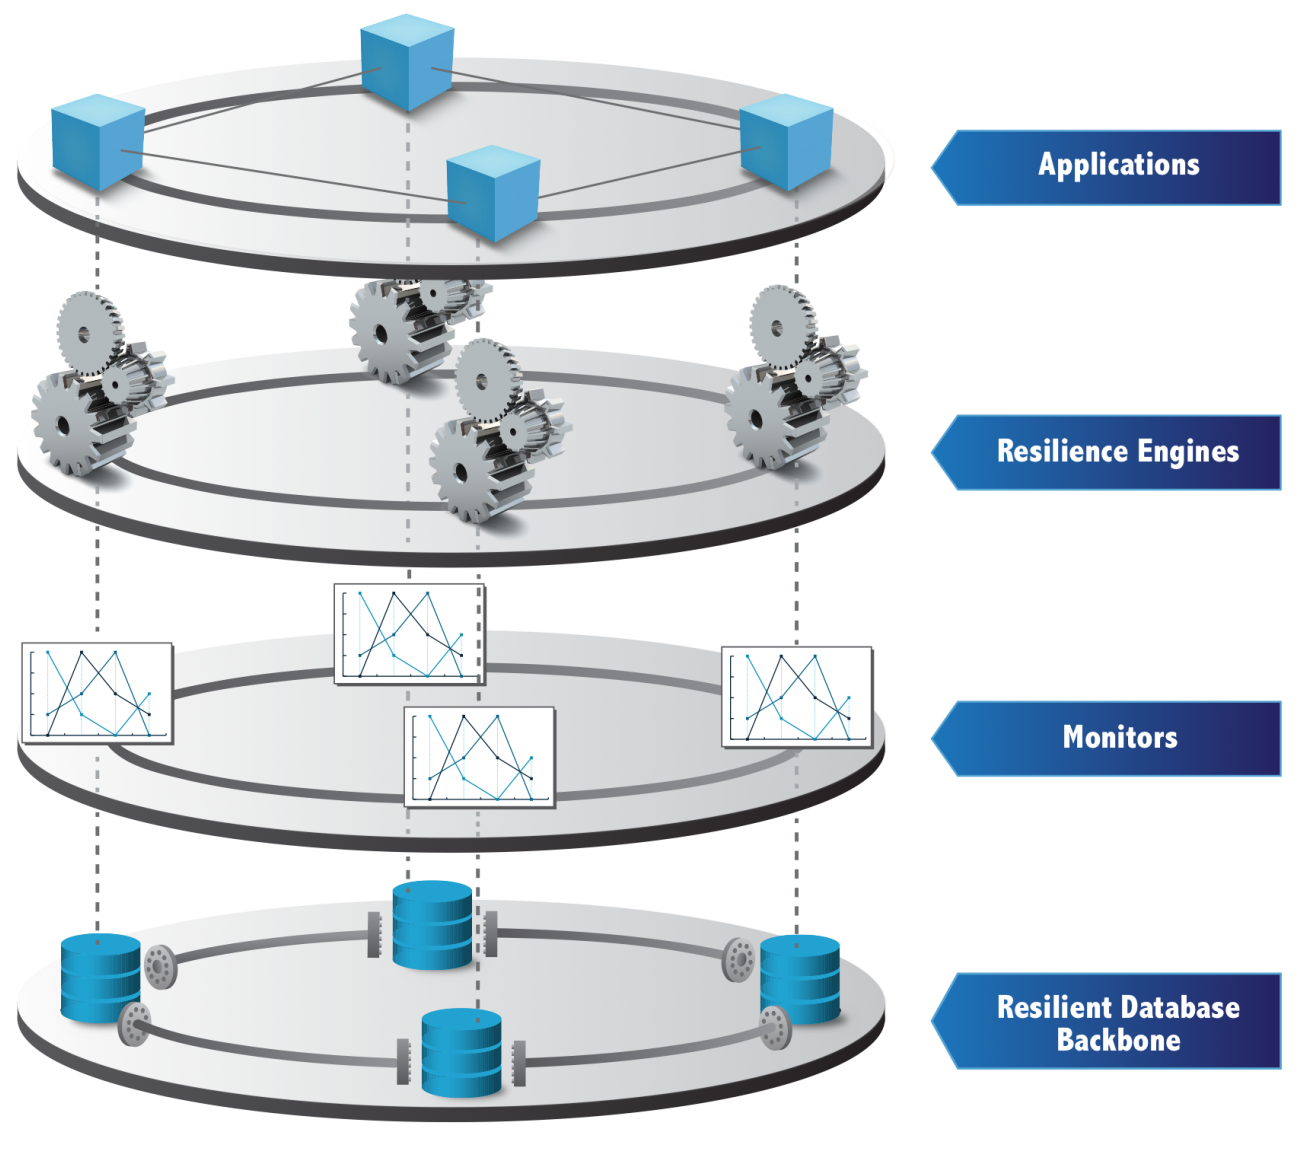 Applications
Resilience Engines
Monitors
Resilient Database
Backbone